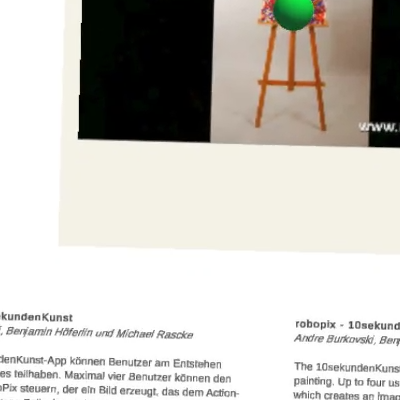 www.
ekundenKunst
, Benjamin Höferlin und Michael Rascke
denKunst-App können Benutzer am Entstehen
es teilhaben. Maximal vier Benutzer können den
oPix steuern, der ein Bild erzeugt, das dem Action-
robopix - 10sekund
Andre Burkovski, Benj
The 10sekundenKuns
painting. Up to four us
which creates an imag